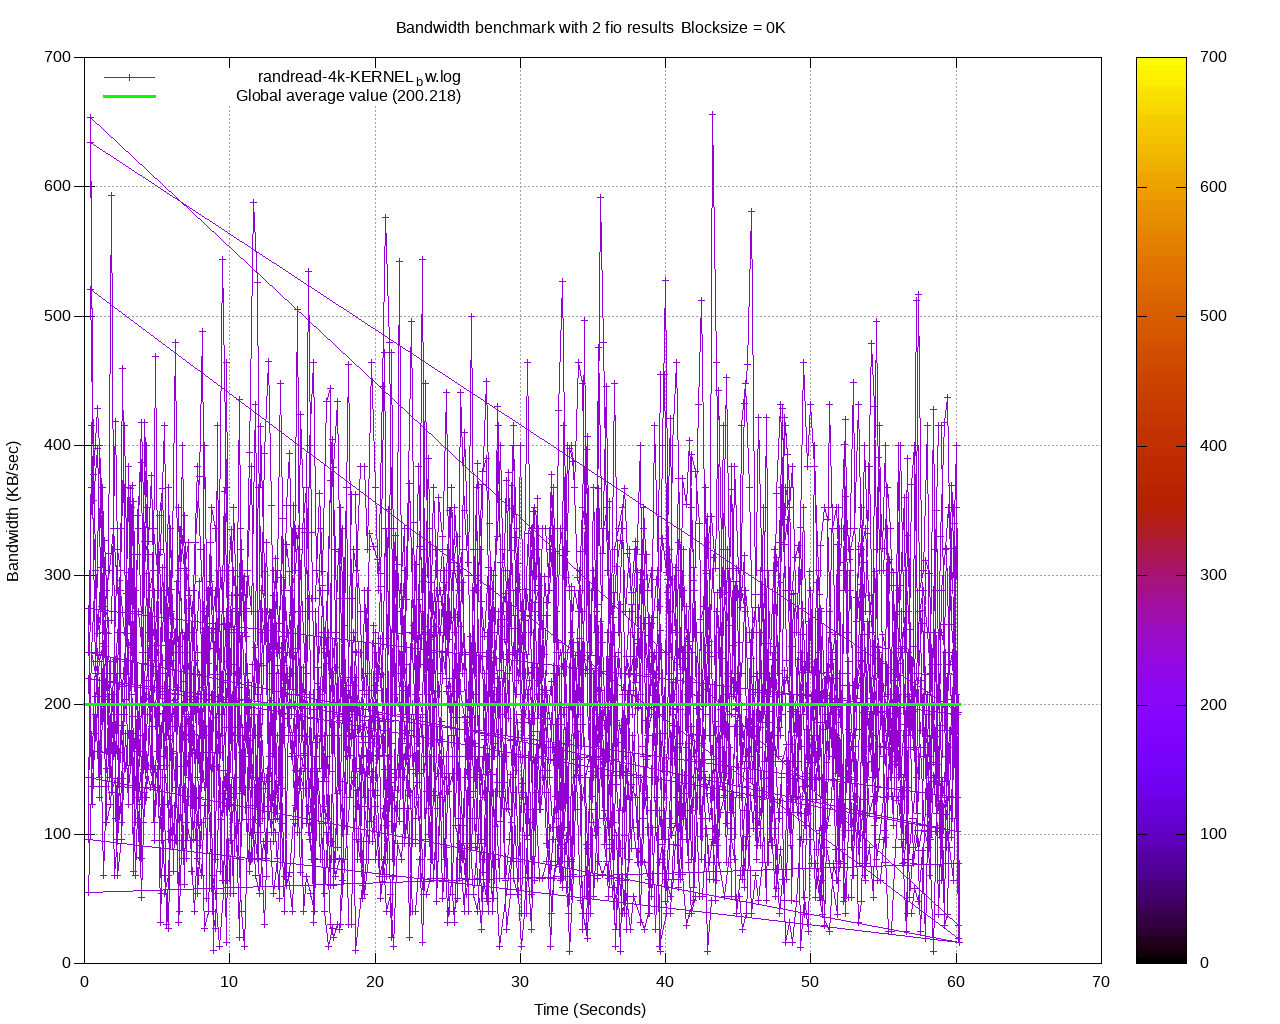 Bandwidth benchmark with 2 fio results Blocksize = 0K
randread-4k-KERNEL_bw.log
Global average value (200.218)
700
600
500
400
300
200
100
0
Bandwidth (KB/sec)
0 10 20 30 40 50 60 70
Time (Seconds)
700
600
500
400
300
200
100
0